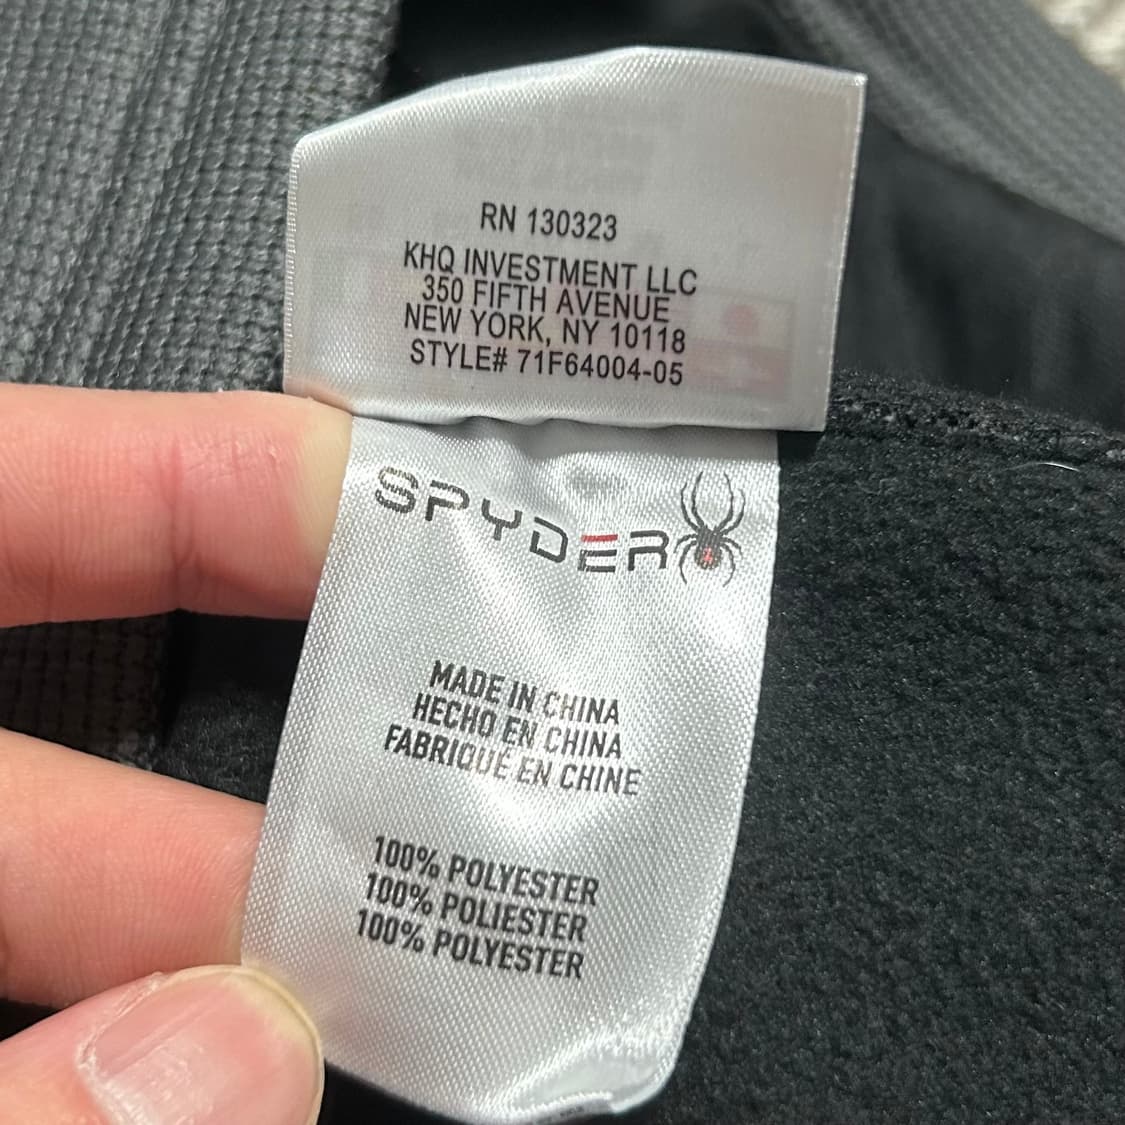 RN 130323
KHQ INVESTMENT LLC
350 FIFTH AVENUE
NEW YORK, NY 10118
STYLE# 71F64004-05
SPYDER
MADE IN CHINA
HECHO EN CHINA
FABRIQUÉ EN CHINE
100% POLYESTER
100% POLIESTER
100% POLYESTER